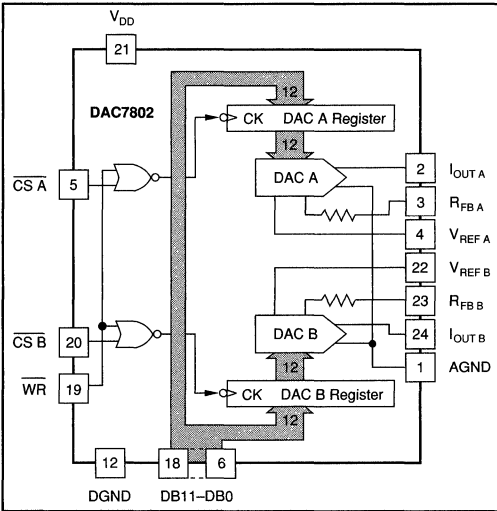 V_DD
21
DAC7802
12
CK DAC A Register
12
CS A
5
DAC A
2 I_OUT A
3 R_FB A
4 V_REF A
22 V_REF B
23 R_FB B
CS B
20
DAC B
24 I_OUT B
12
1 AGND
WR
19
CK DAC B Register
12
12
18
6
DGND
DB11–DB0